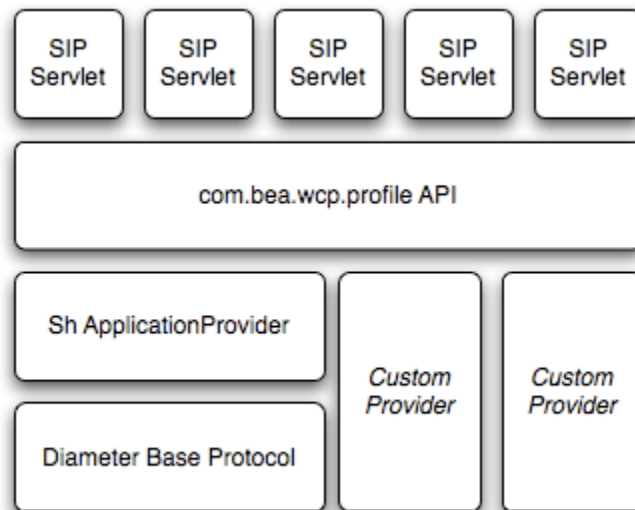 SIP
Servlet
SIP
Servlet
SIP
Servlet
SIP
Servlet
SIP
Servlet
com.bea.wcp.profile API
Sh ApplicationProvider
Custom
Provider
Custom
Provider
Diameter Base Protocol